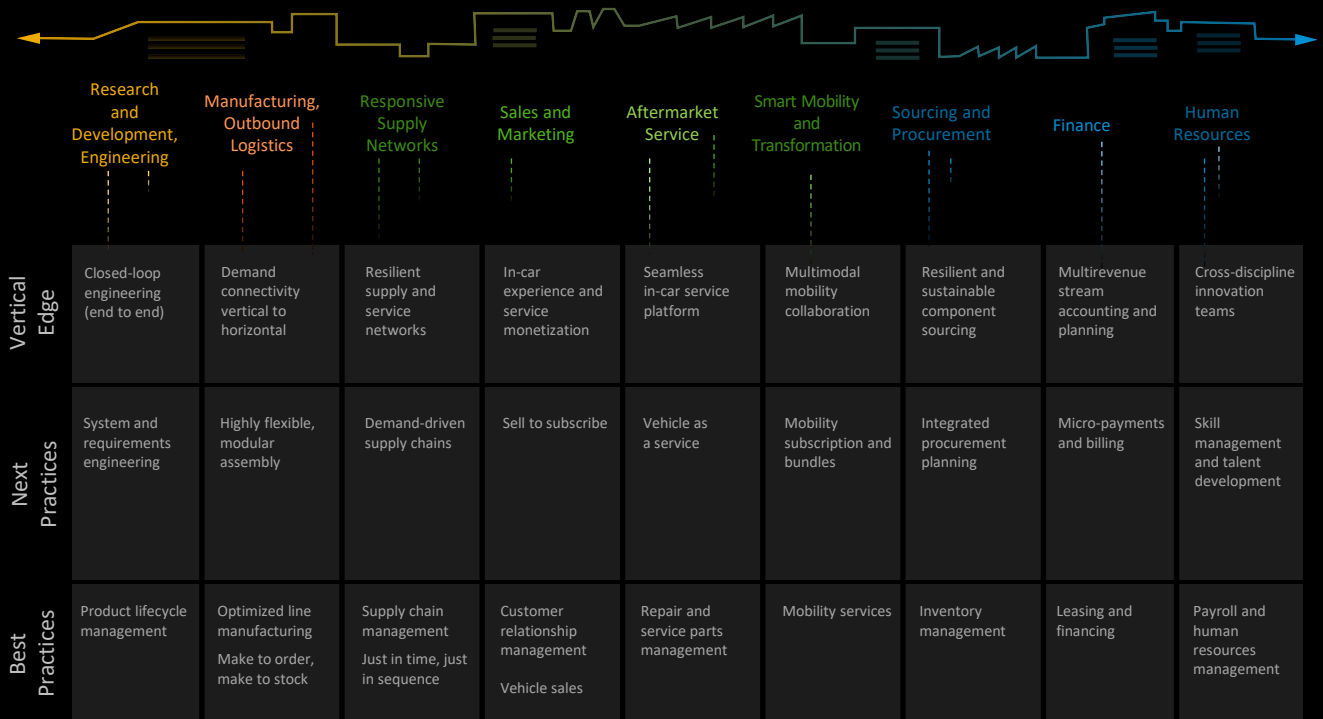 Research
and
Development,
Engineering
Manufacturing,
Outbound
Logistics
Responsive
Supply
Networks
Sales and
Marketing
Aftermarket
Service
Smart Mobility
and
Transformation
Sourcing and
Procurement
Finance
Human
Resources
Vertical
Edge
Closed-loop
engineering
(end to end)
Demand
connectivity
vertical to
horizontal
Resilient
supply and
service
networks
In-car
experience and
service
monetization
Seamless
in-car service
platform
Multimodal
mobility
collaboration
Resilient and
sustainable
component
sourcing
Multirevenue
stream
accounting and
planning
Cross-discipline
innovation
teams
Next
Practices
System and
requirements
engineering
Highly flexible,
modular
assembly
Demand-driven
supply chains
Sell to subscribe
Vehicle as
a service
Mobility
subscription and
bundles
Integrated
procurement
planning
Micro-payments
and billing
Skill
management
and talent
development
Best
Practices
Product lifecycle
management
Optimized line
manufacturing
Make to order,
make to stock
Supply chain
management
Just in time, just
in sequence
Customer
relationship
management
Vehicle sales
Repair and
service parts
management
Mobility services
Inventory
management
Leasing and
financing
Payroll and
human
resources
management